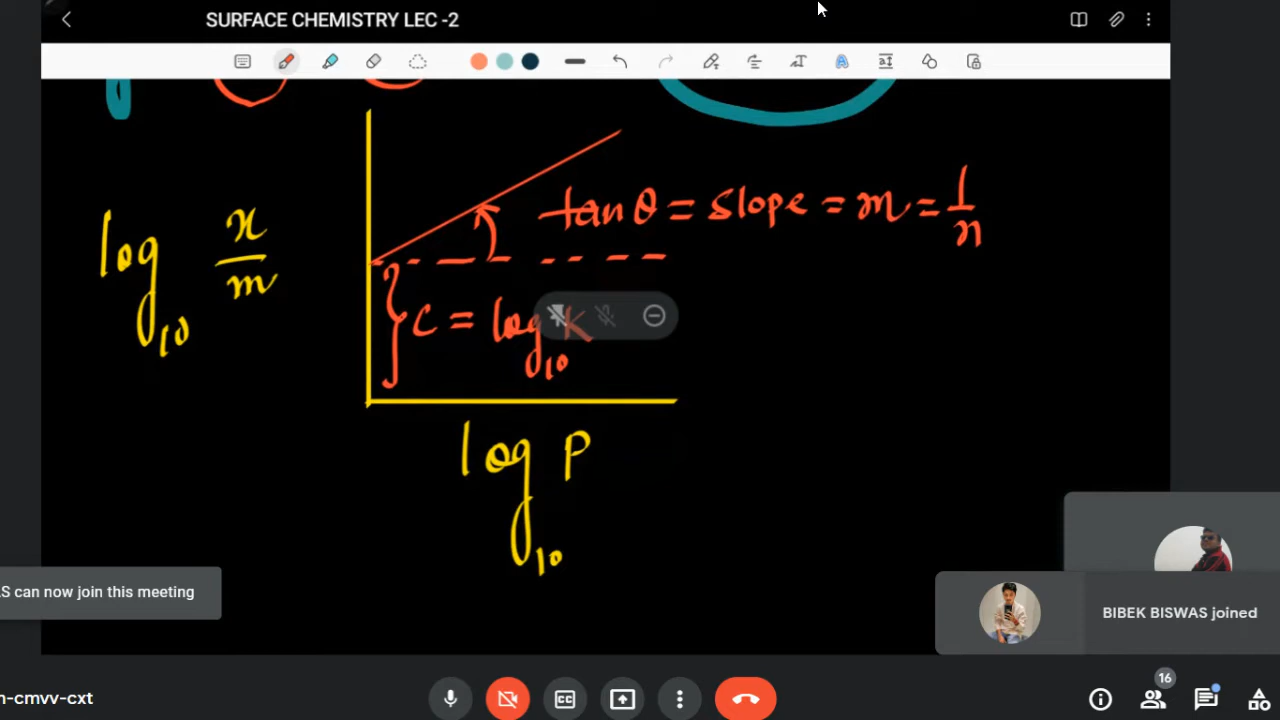 SURFACE CHEMISTRY LEC -2
tan θ = slope = m = 1/n
log10 x/m
C = log10 K
log10 P
S can now join this meeting
BIBEK BISWAS joined
n-cmvv-cxt
16